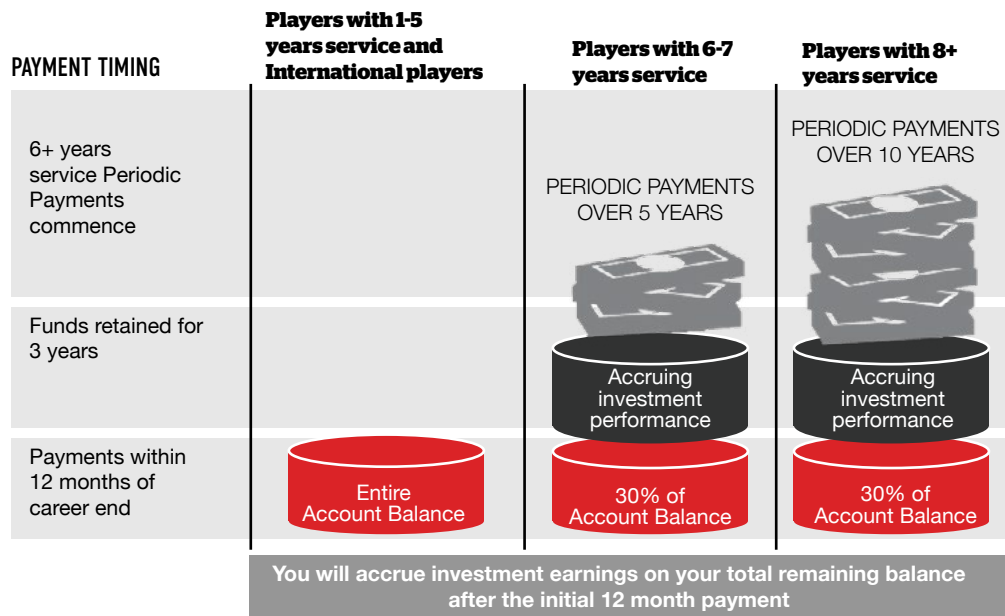 PAYMENT TIMING
Players with 1-5
years service and
International players
Players with 6-7
years service
Players with 8+
years service
6+ years
service Periodic
Payments
commence
PERIODIC PAYMENTS
OVER 5 YEARS
PERIODIC PAYMENTS
OVER 10 YEARS
Funds retained for
3 years
Accruing
investment
performance
Accruing
investment
performance
Payments within
12 months of
career end
Entire
Account Balance
30% of
Account Balance
30% of
Account Balance
You will accrue investment earnings on your total remaining balance
after the initial 12 month payment